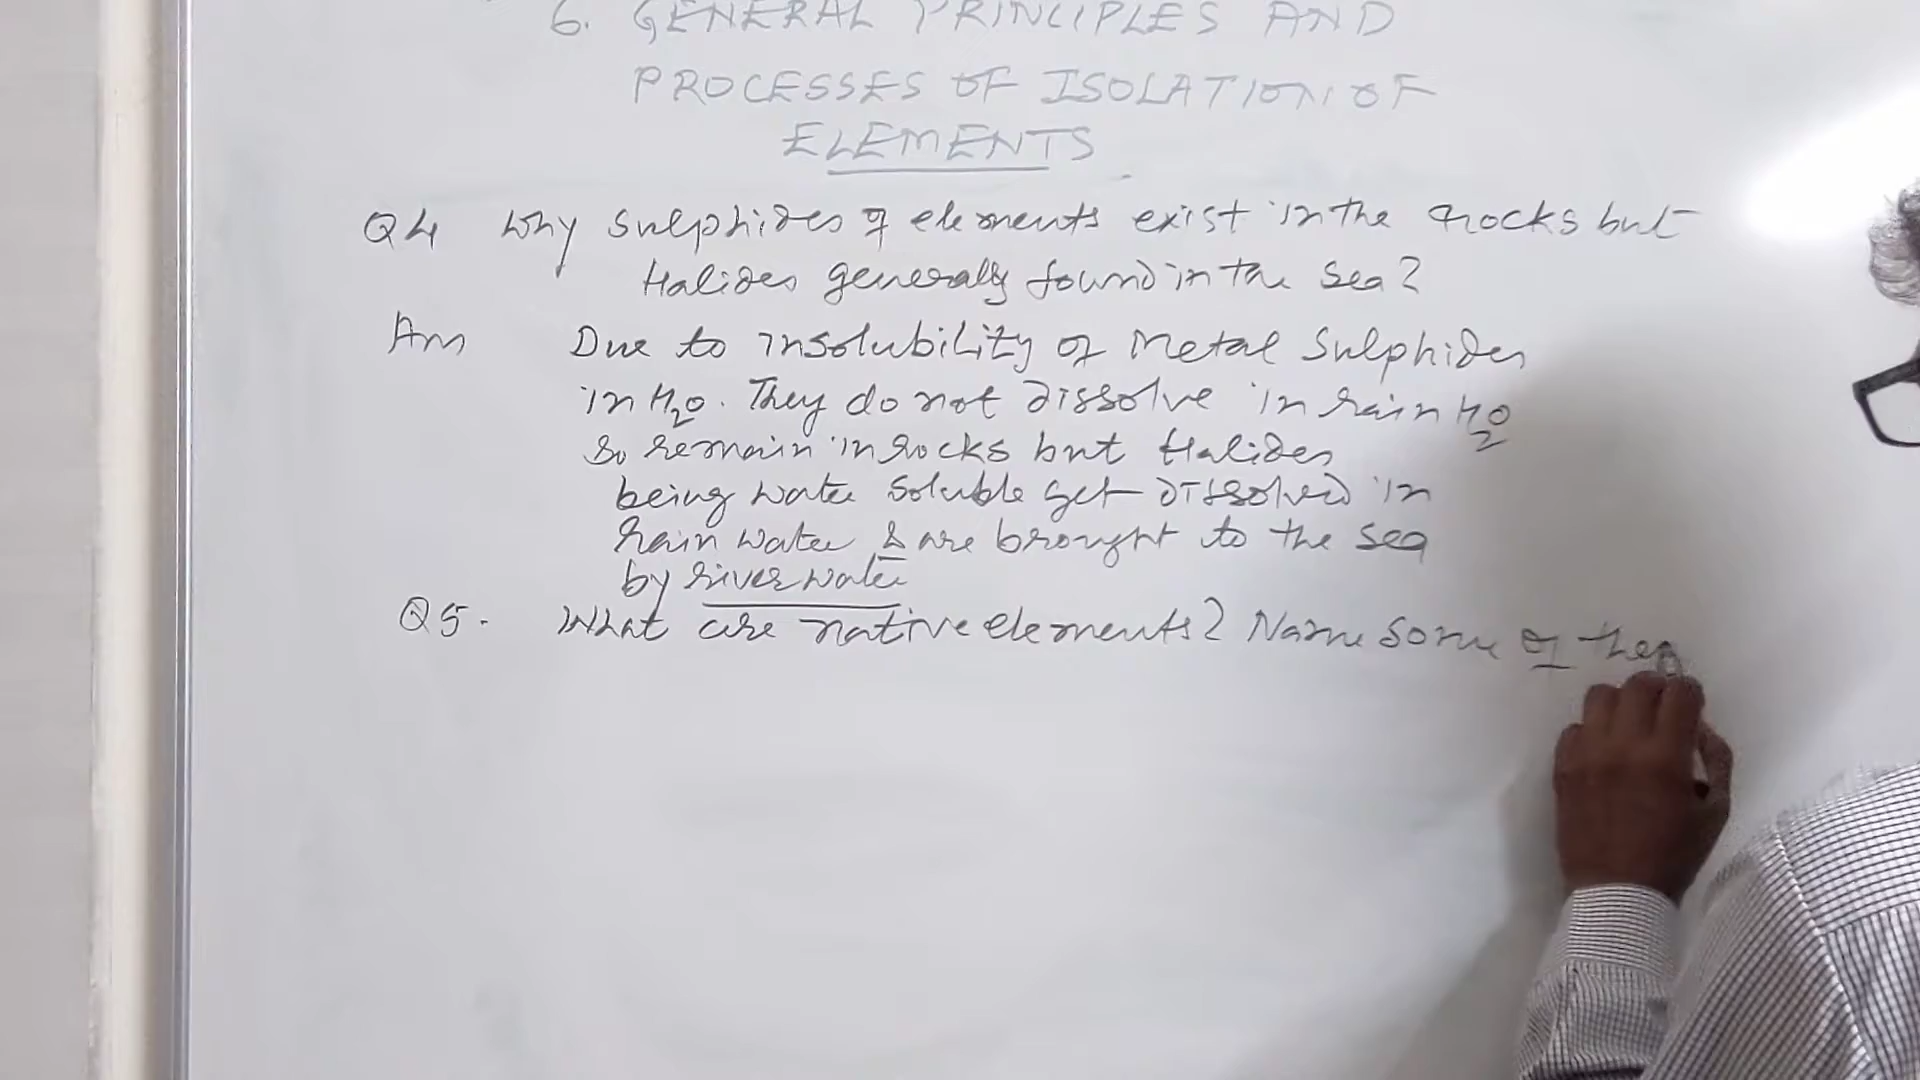 6. GENERAL PRINCIPLES AND
PROCESSES OF ISOLATION OF
ELEMENTS
Q4 Why Sulphides of elements exist in the rocks but
Halides generally found in the sea?
Ans Due to insolubility of Metal Sulphides
in H2O. They do not dissolve in rain H2O
So remain in rocks but Halides
being water soluble get dissolved in
rain water & are brought to the sea
by river water
Q5. What are native elements? Name some of them